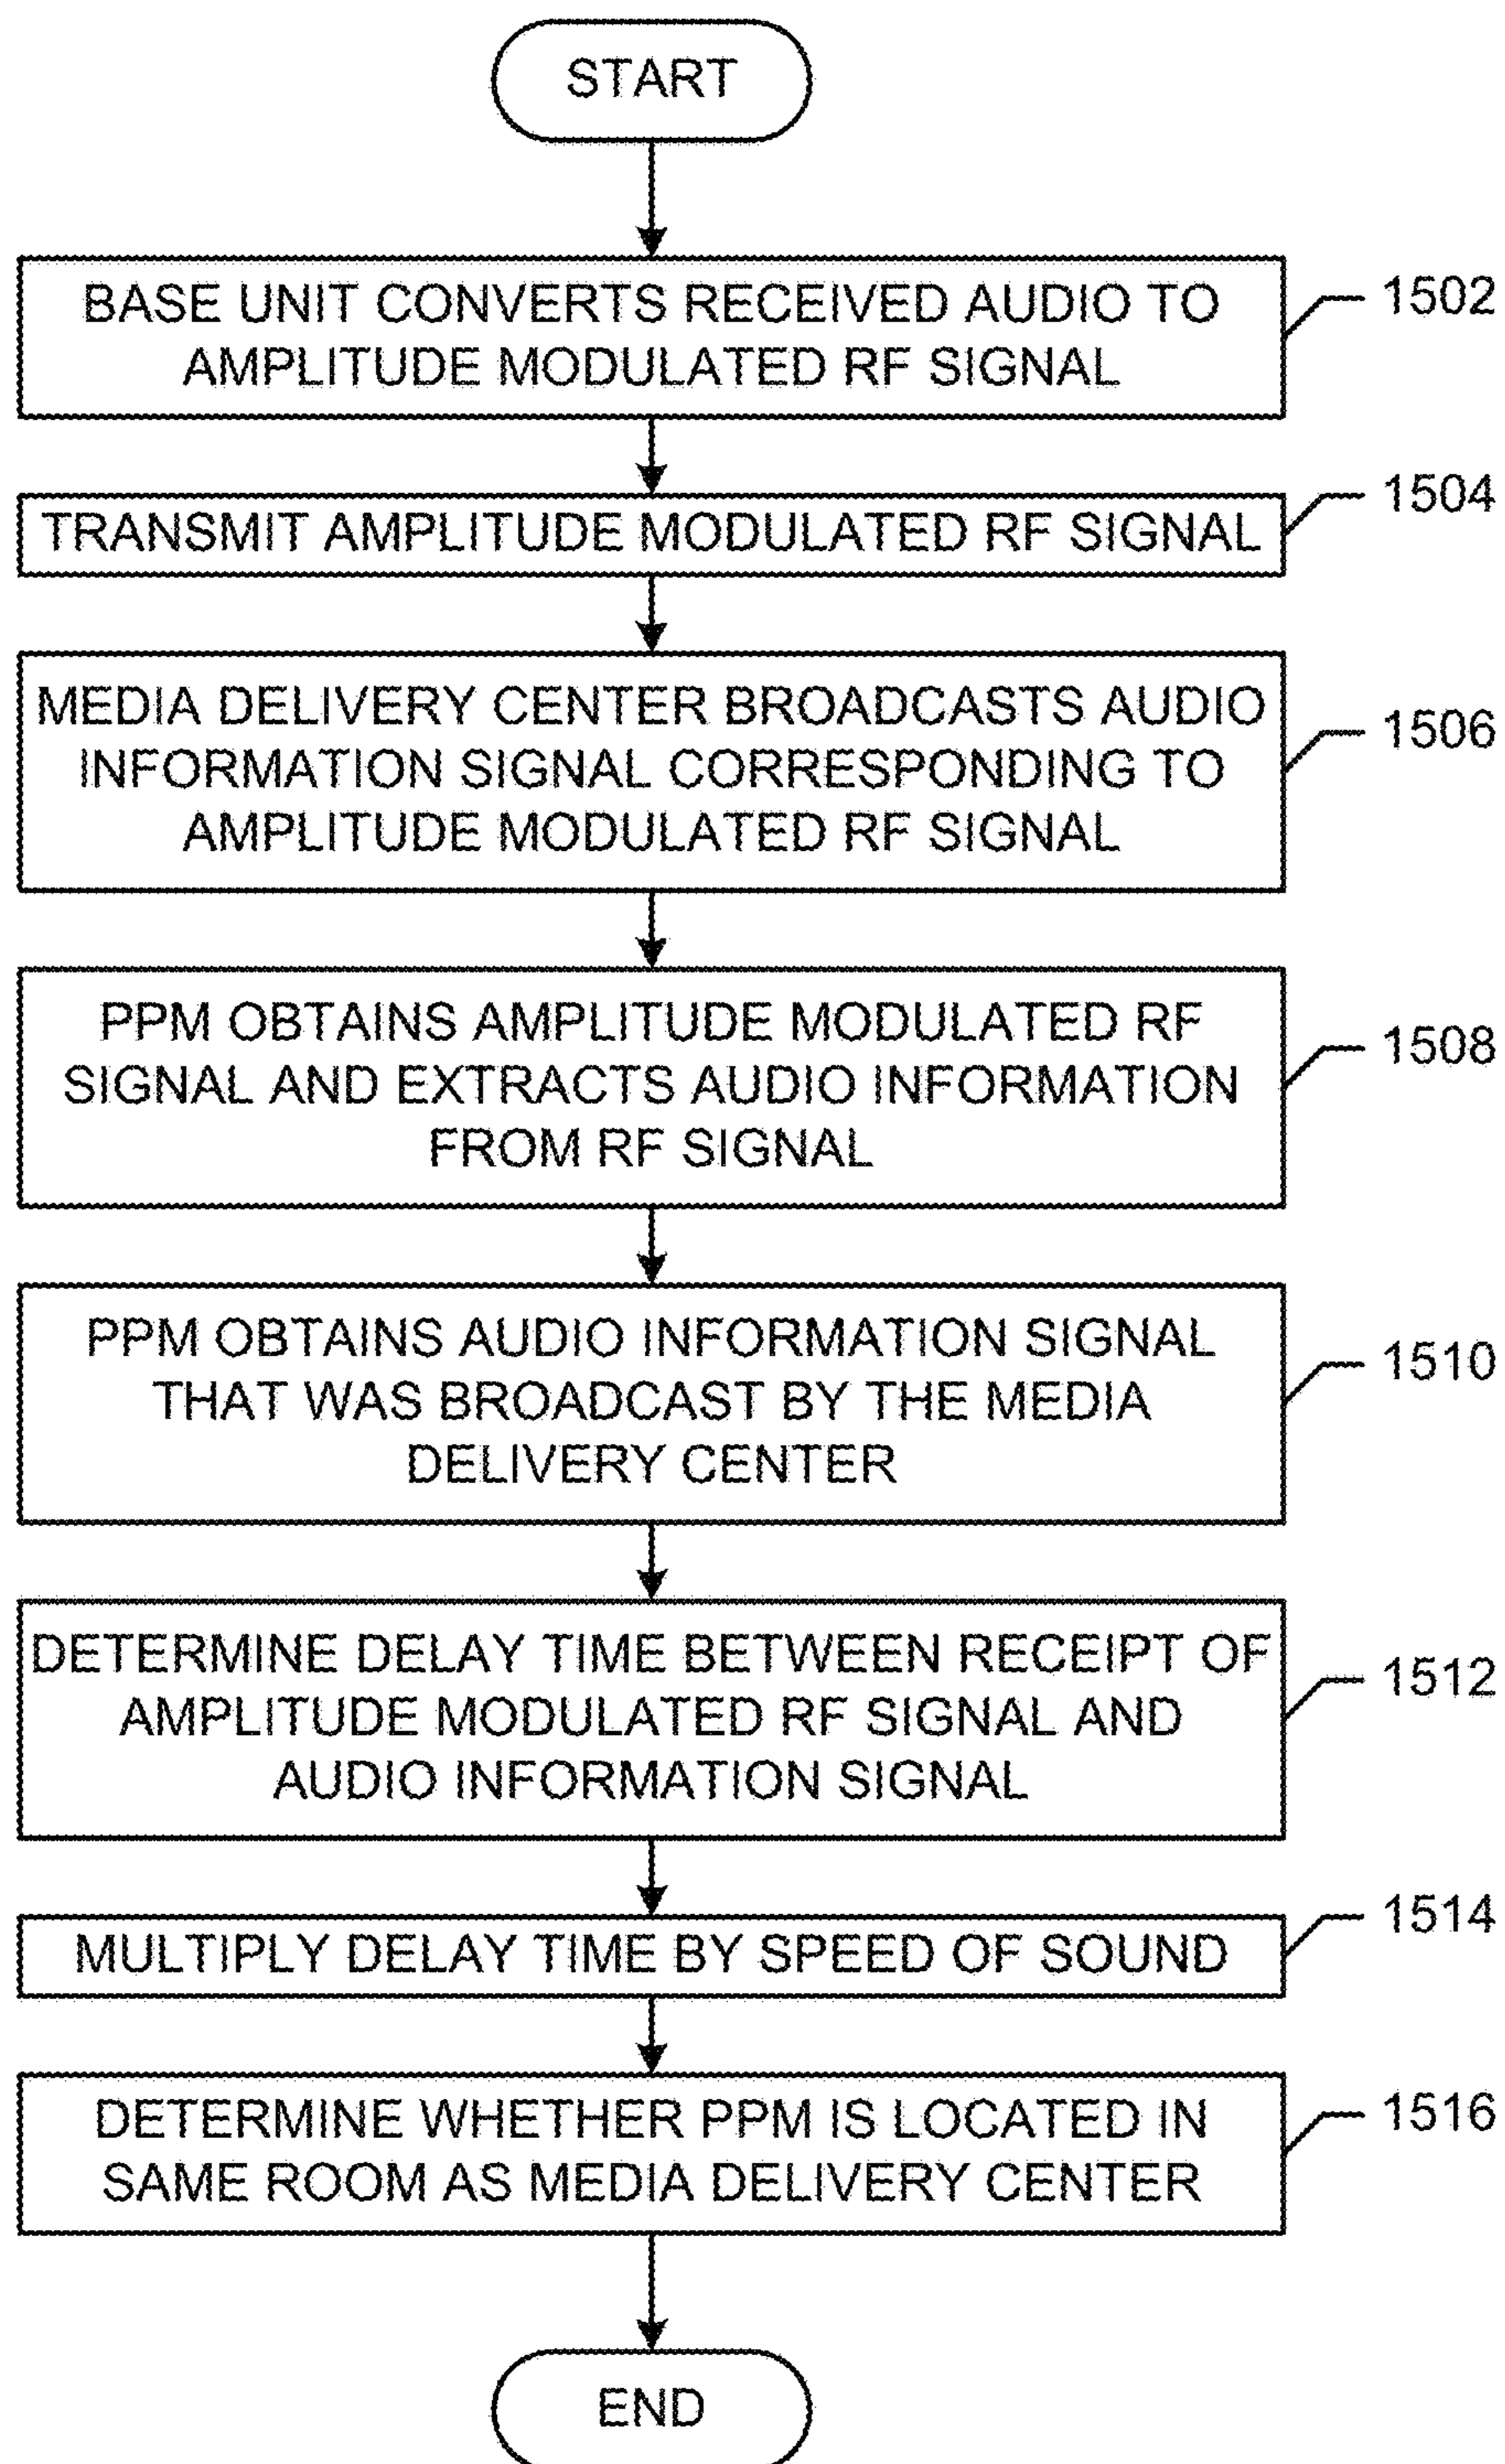 START
BASE UNIT CONVERTS RECEIVED AUDIO TO
AMPLITUDE MODULATED RF SIGNAL
1502
TRANSMIT AMPLITUDE MODULATED RF SIGNAL
1504
MEDIA DELIVERY CENTER BROADCASTS AUDIO
INFORMATION SIGNAL CORRESPONDING TO
AMPLITUDE MODULATED RF SIGNAL
1506
PPM OBTAINS AMPLITUDE MODULATED RF
SIGNAL AND EXTRACTS AUDIO INFORMATION
FROM RF SIGNAL
1508
PPM OBTAINS AUDIO INFORMATION SIGNAL
THAT WAS BROADCAST BY THE MEDIA
DELIVERY CENTER
1510
DETERMINE DELAY TIME BETWEEN RECEIPT OF
AMPLITUDE MODULATED RF SIGNAL AND
AUDIO INFORMATION SIGNAL
1512
MULTIPLY DELAY TIME BY SPEED OF SOUND
1514
DETERMINE WHETHER PPM IS LOCATED IN
SAME ROOM AS MEDIA DELIVERY CENTER
1516
END